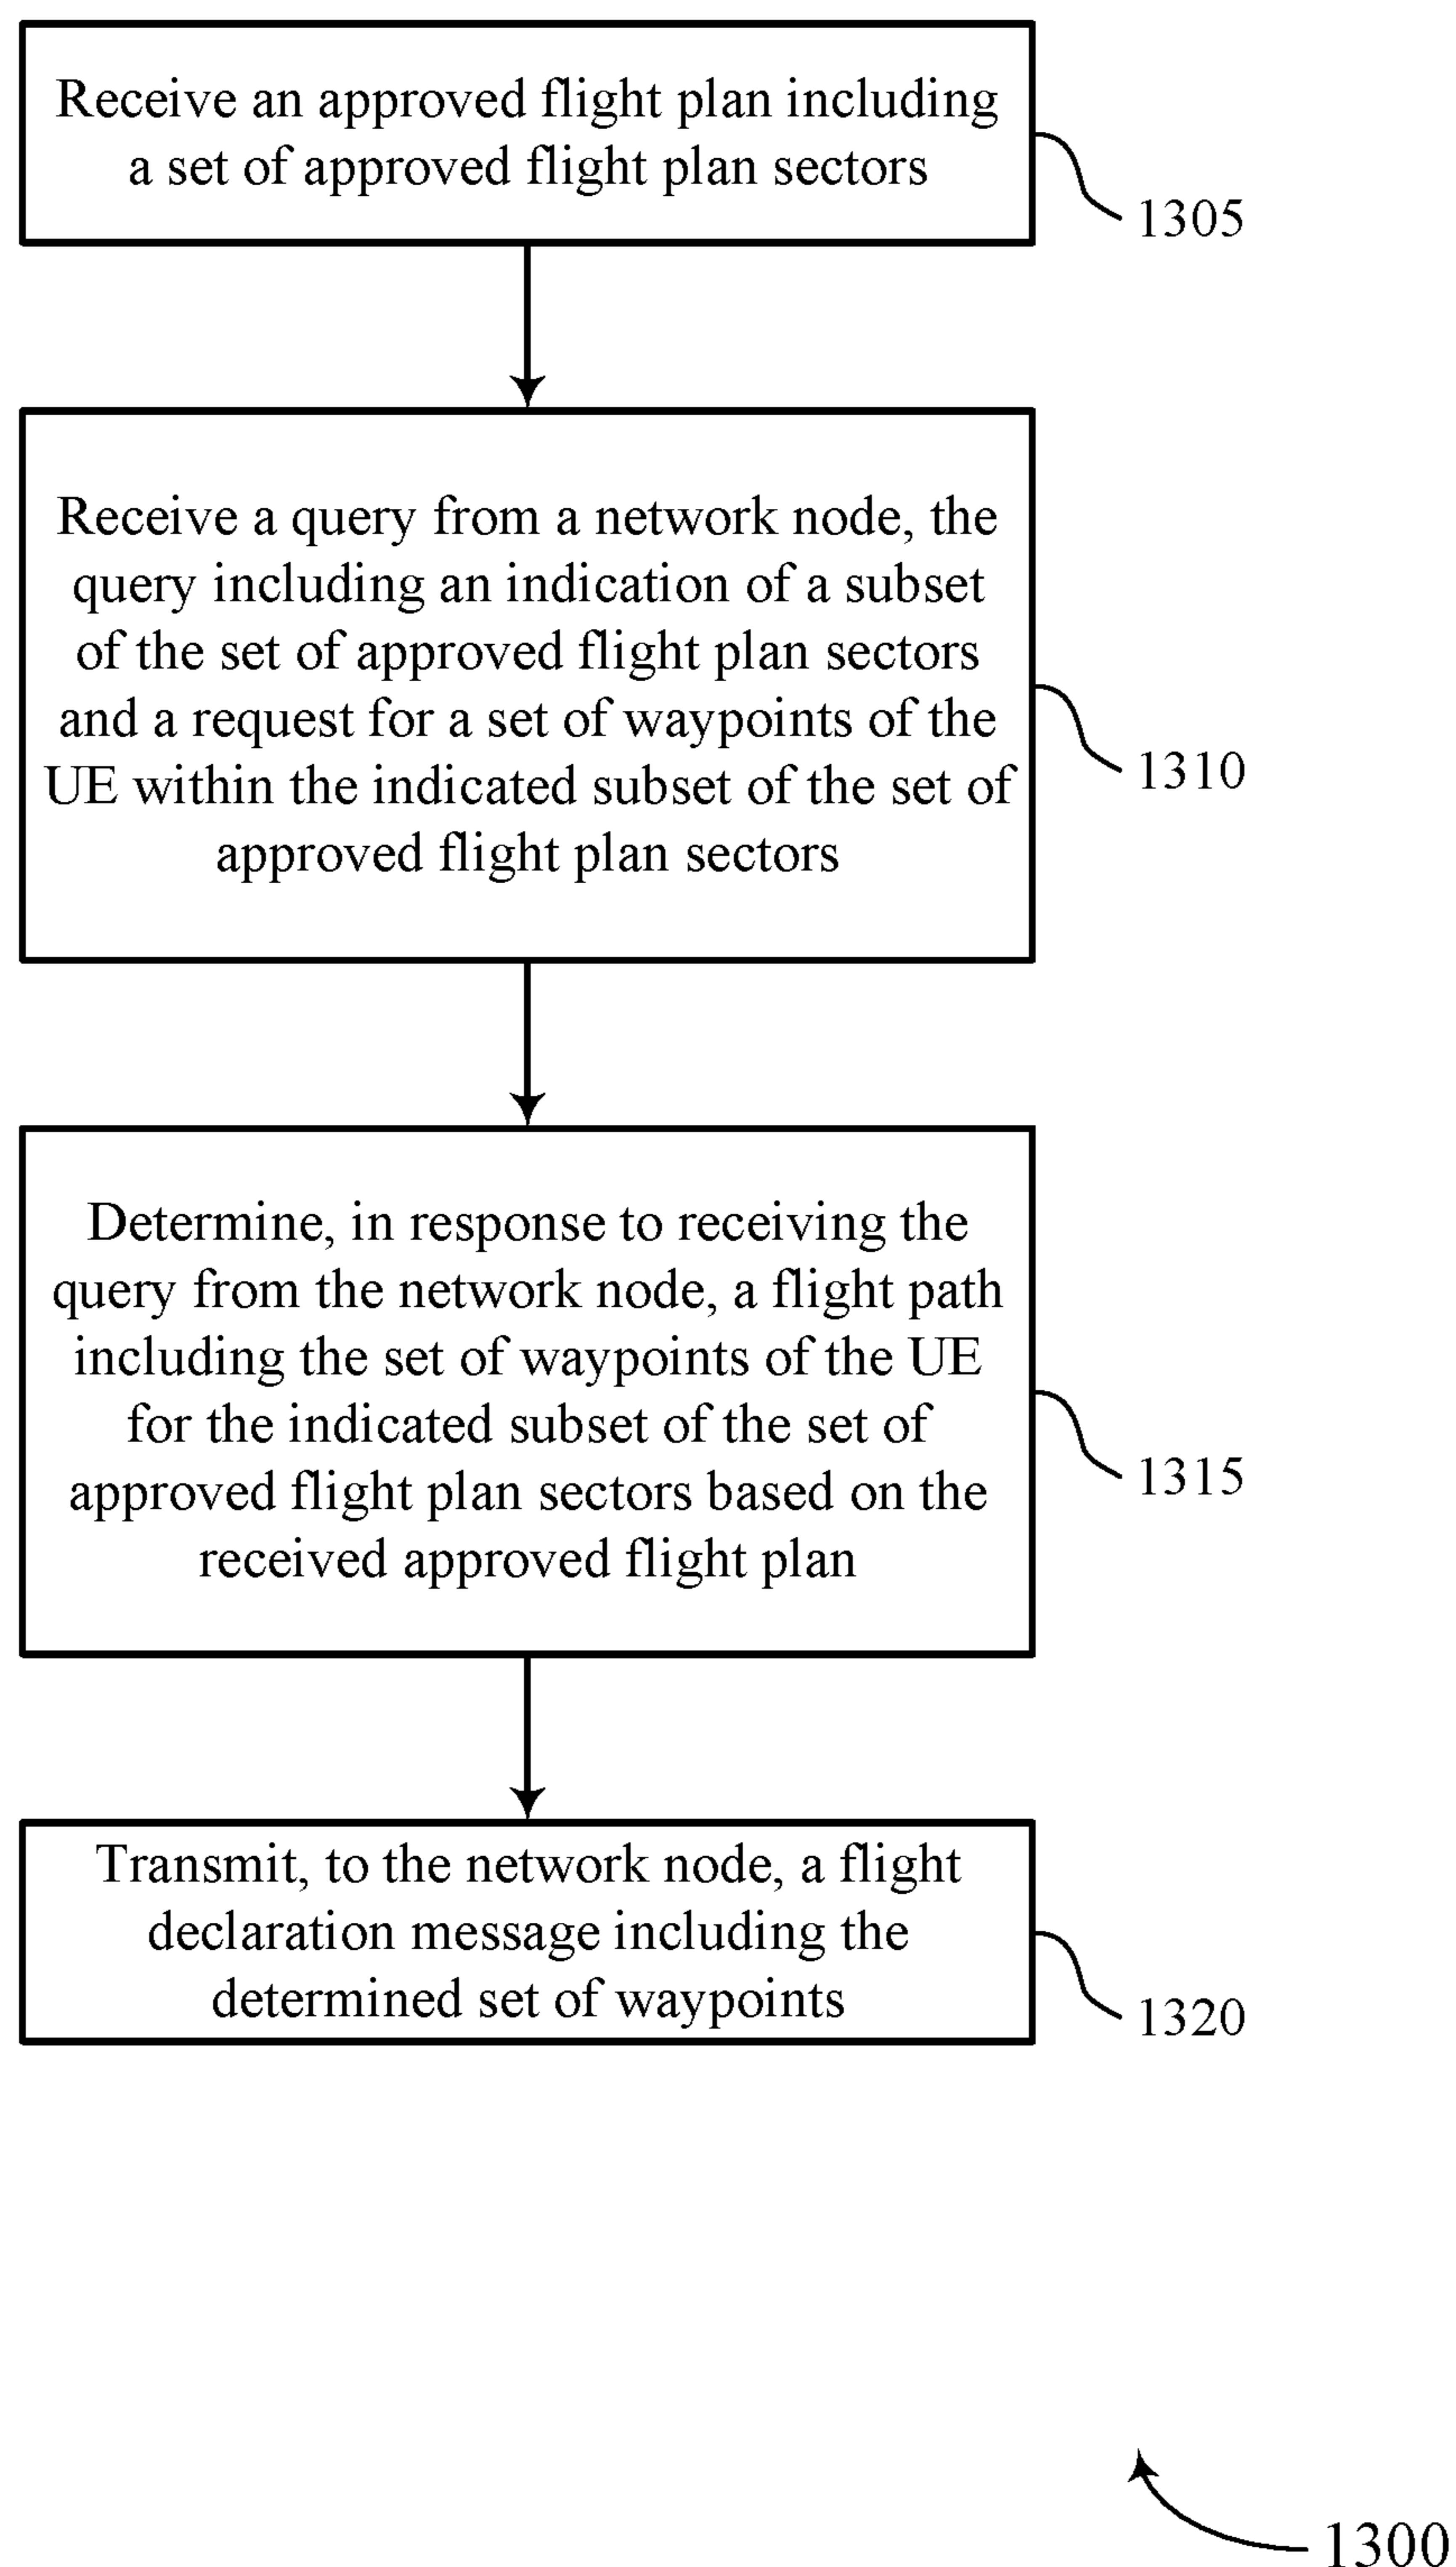 Receive an approved flight plan including
a set of approved flight plan sectors
1305
Receive a query from a network node, the
query including an indication of a subset
of the set of approved flight plan sectors
and a request for a set of waypoints of the
UE within the indicated subset of the set of
approved flight plan sectors
1310
Determine, in response to receiving the
query from the network node, a flight path
including the set of waypoints of the UE
for the indicated subset of the set of
approved flight plan sectors based on the
received approved flight plan
1315
Transmit, to the network node, a flight
declaration message including the
determined set of waypoints
1320
1300